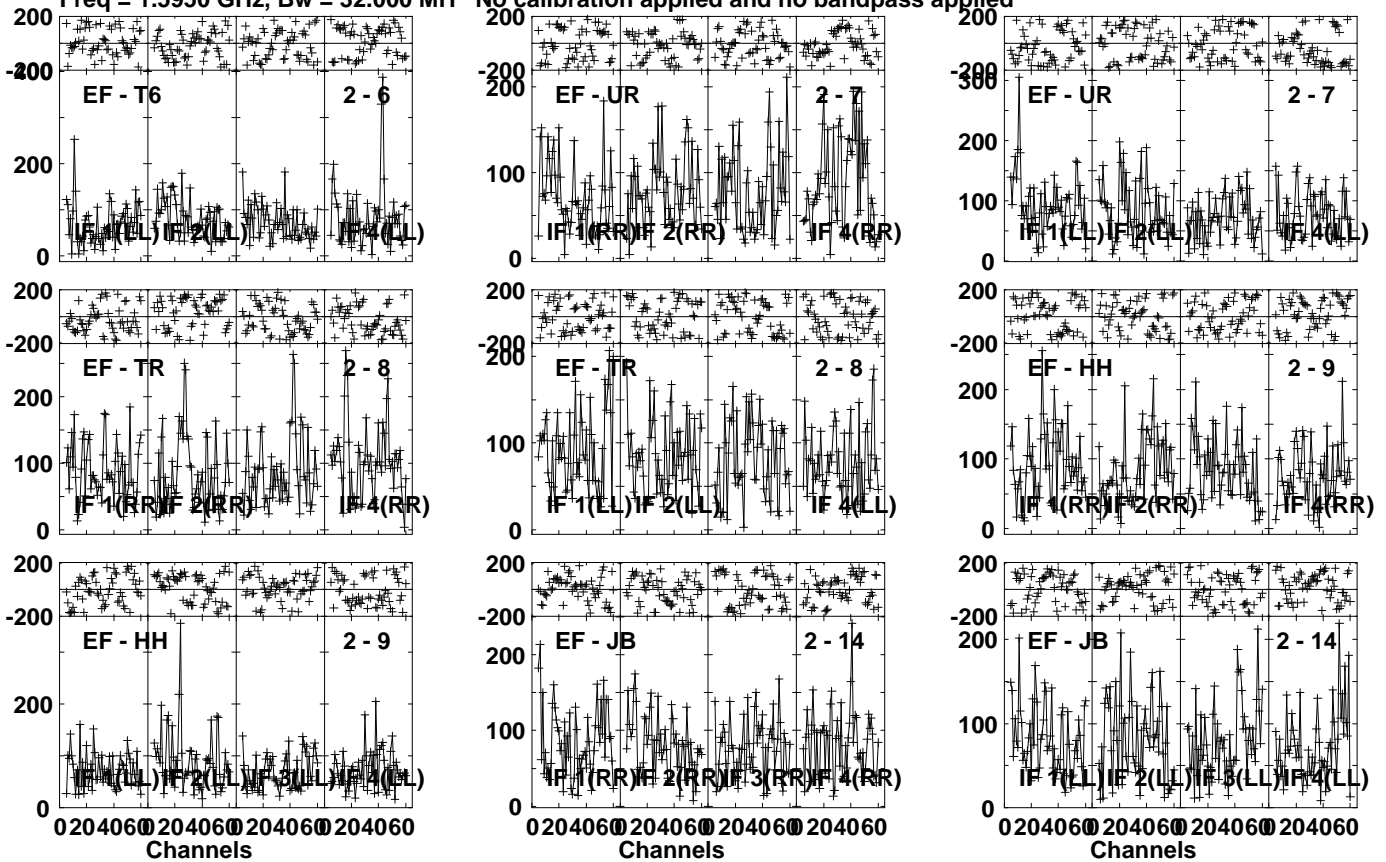 Freq = 1.5950 GHz, Bw = 32.000 MH No calibration applied and no bandpass applied
200 200 200
-200 -200 -200
400 200 300
EF - T6 2 - 6 EF - UR 2 - 7 EF - UR 2 - 7
200 100 200
100
IF 1(LL) IF 2(LL) IF 4(LL) IF 1(RR) IF 2(RR) IF 4(RR) IF 1(LL) IF 2(LL) IF 4(LL)
0 0 0
200 200 200
-200 -200 -200
200
EF - TR 2 - 8 EF - TR 2 - 8 EF - HH 2 - 9
200 200
100 100 100
IF 1(RR) IF 2(RR) IF 4(RR) IF 1(LL) IF 2(LL) IF 4(LL) IF 1(RR) IF 2(RR) IF 4(RR)
0 0 0
200 200 200
-200 -200 -200
EF - HH 2 - 9 EF - JB 2 - 14 EF - JB 2 - 14
200 200
200
100 100
IF 1(LL) IF 2(LL) IF 3(LL) IF 4(LL) IF 1(RR) IF 2(RR) IF 3(RR) IF 4(RR) IF 1(LL) IF 2(LL) IF 3(LL) IF 4(LL)
0 0 0
0 20 40 60 0 20 40 60 0 20 40 60 0 20 40 60 0 20 40 60 0 20 40 60 0 20 40 60 0 20 40 60 0 20 40 60 0 20 40 60 0 20 40 60 0 20 40 60
Channels Channels Channels